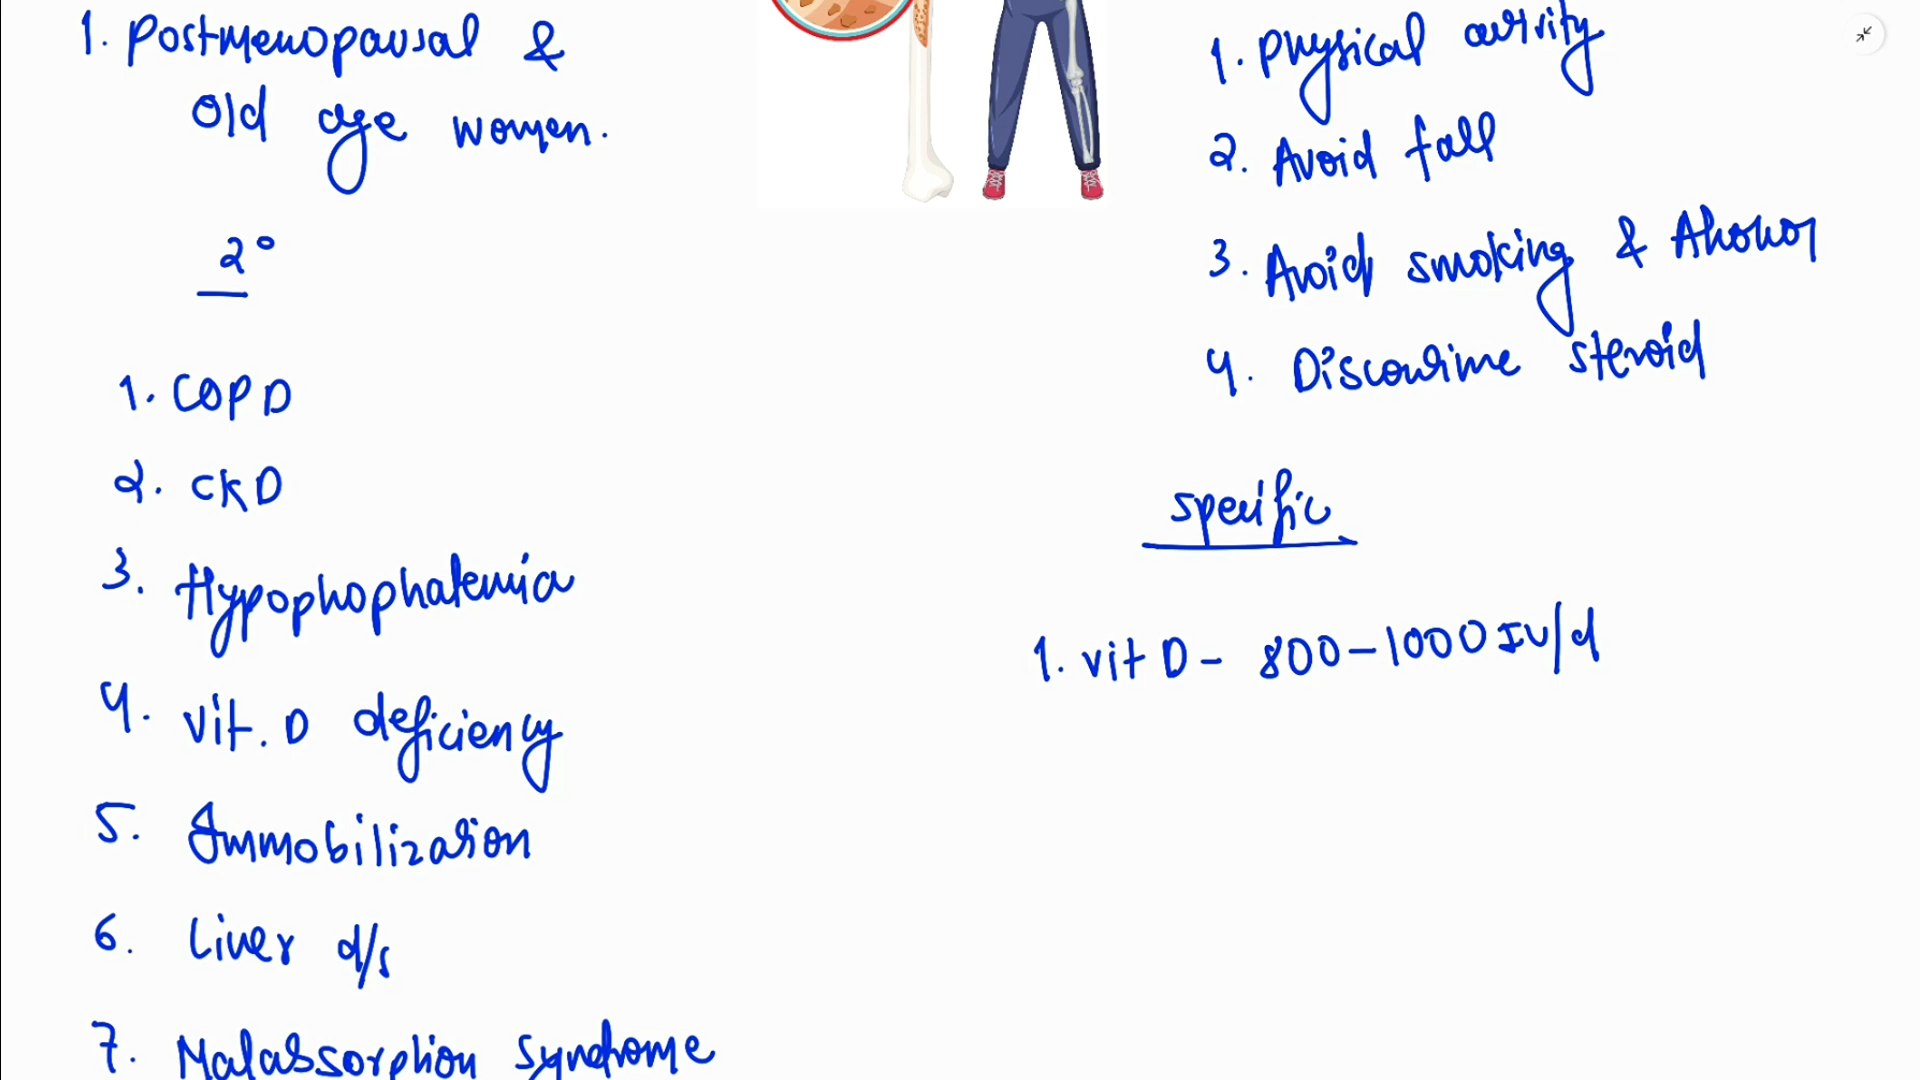 1. Postmenopausal &
Old age women.
2°
1. COPD
2. CKD
3. Hypophophatemia
4. Vit. D deficiency
5. Immobilization
6. Liver d/s
7. Malabsorption syndrome
1. Physical activity
2. Avoid fall
3. Avoid smoking & Alcohol
4. Discontinue steroid
specific
1. vit D - 800-1000 IU/d